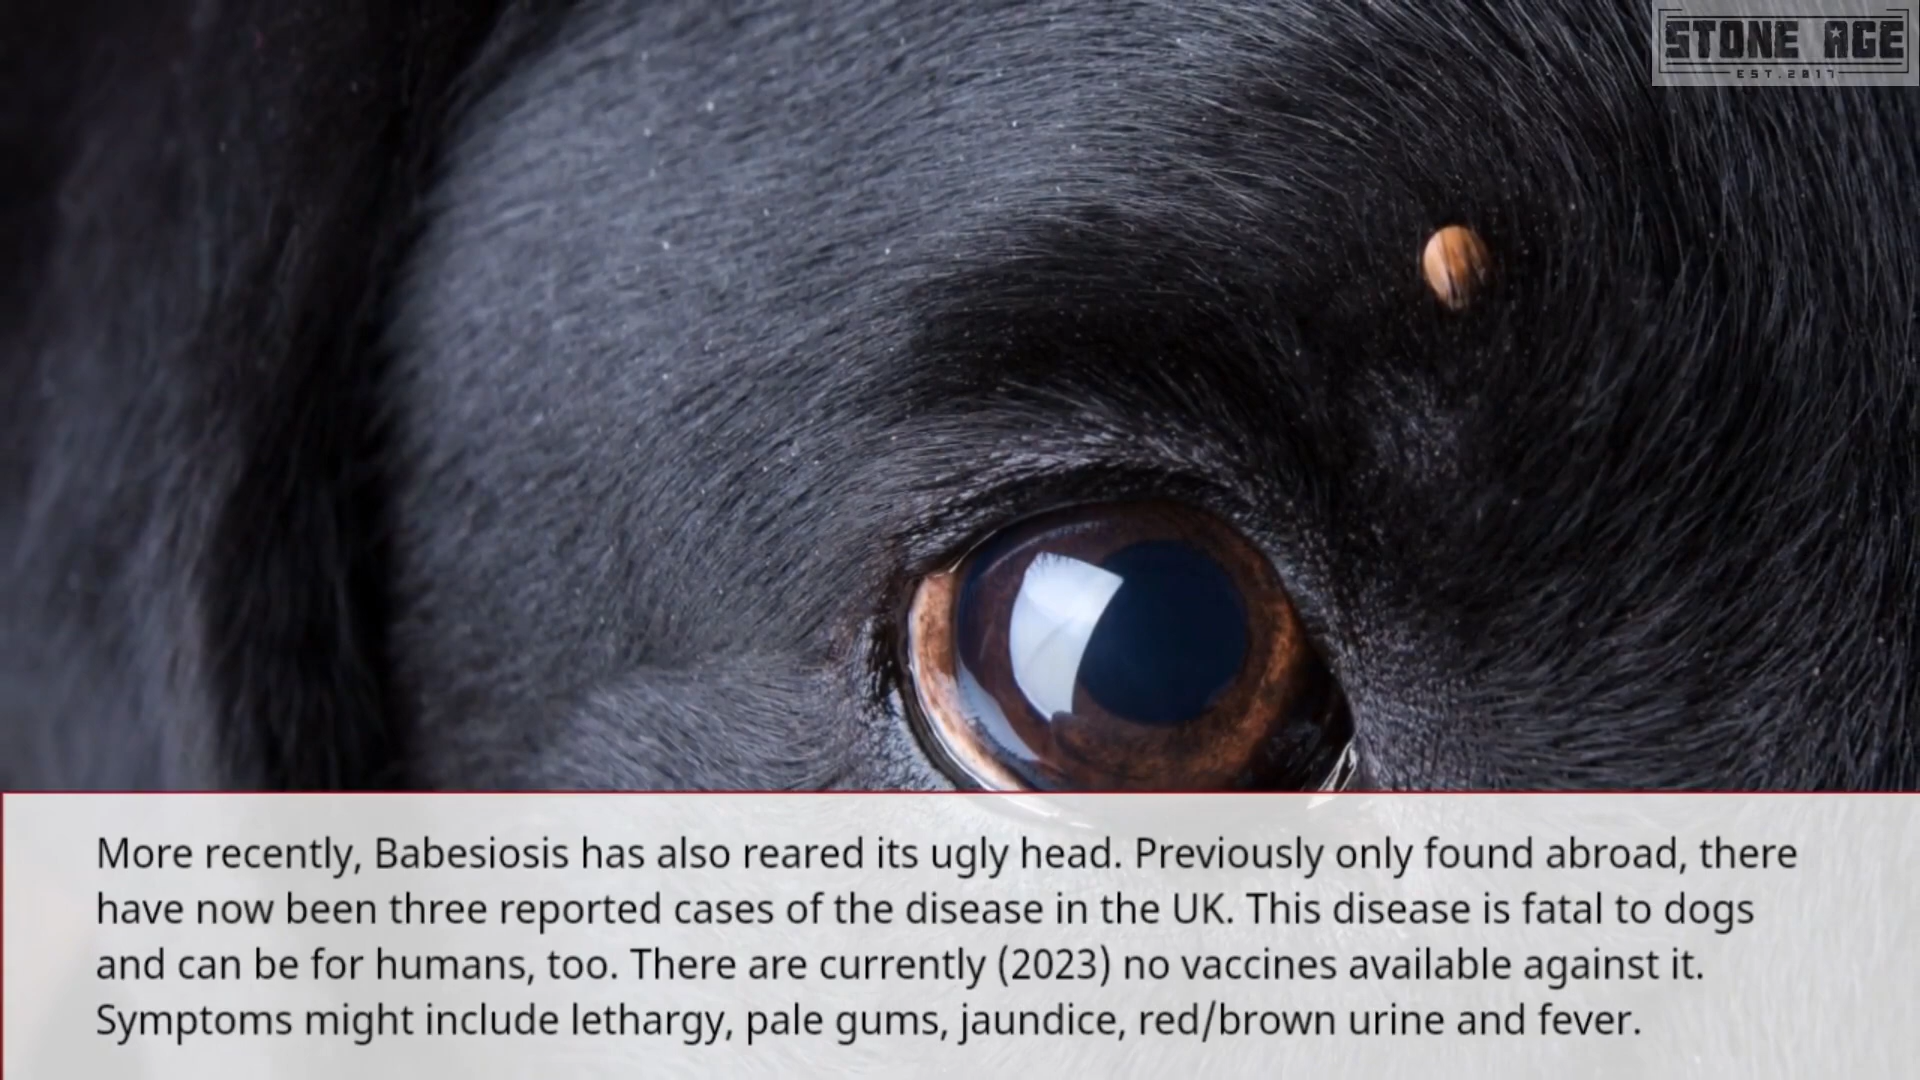 STONE AGE
EST.2017
More recently, Babesiosis has also reared its ugly head. Previously only found abroad, there
have now been three reported cases of the disease in the UK. This disease is fatal to dogs
and can be for humans, too. There are currently (2023) no vaccines available against it.
Symptoms might include lethargy, pale gums, jaundice, red/brown urine and fever.